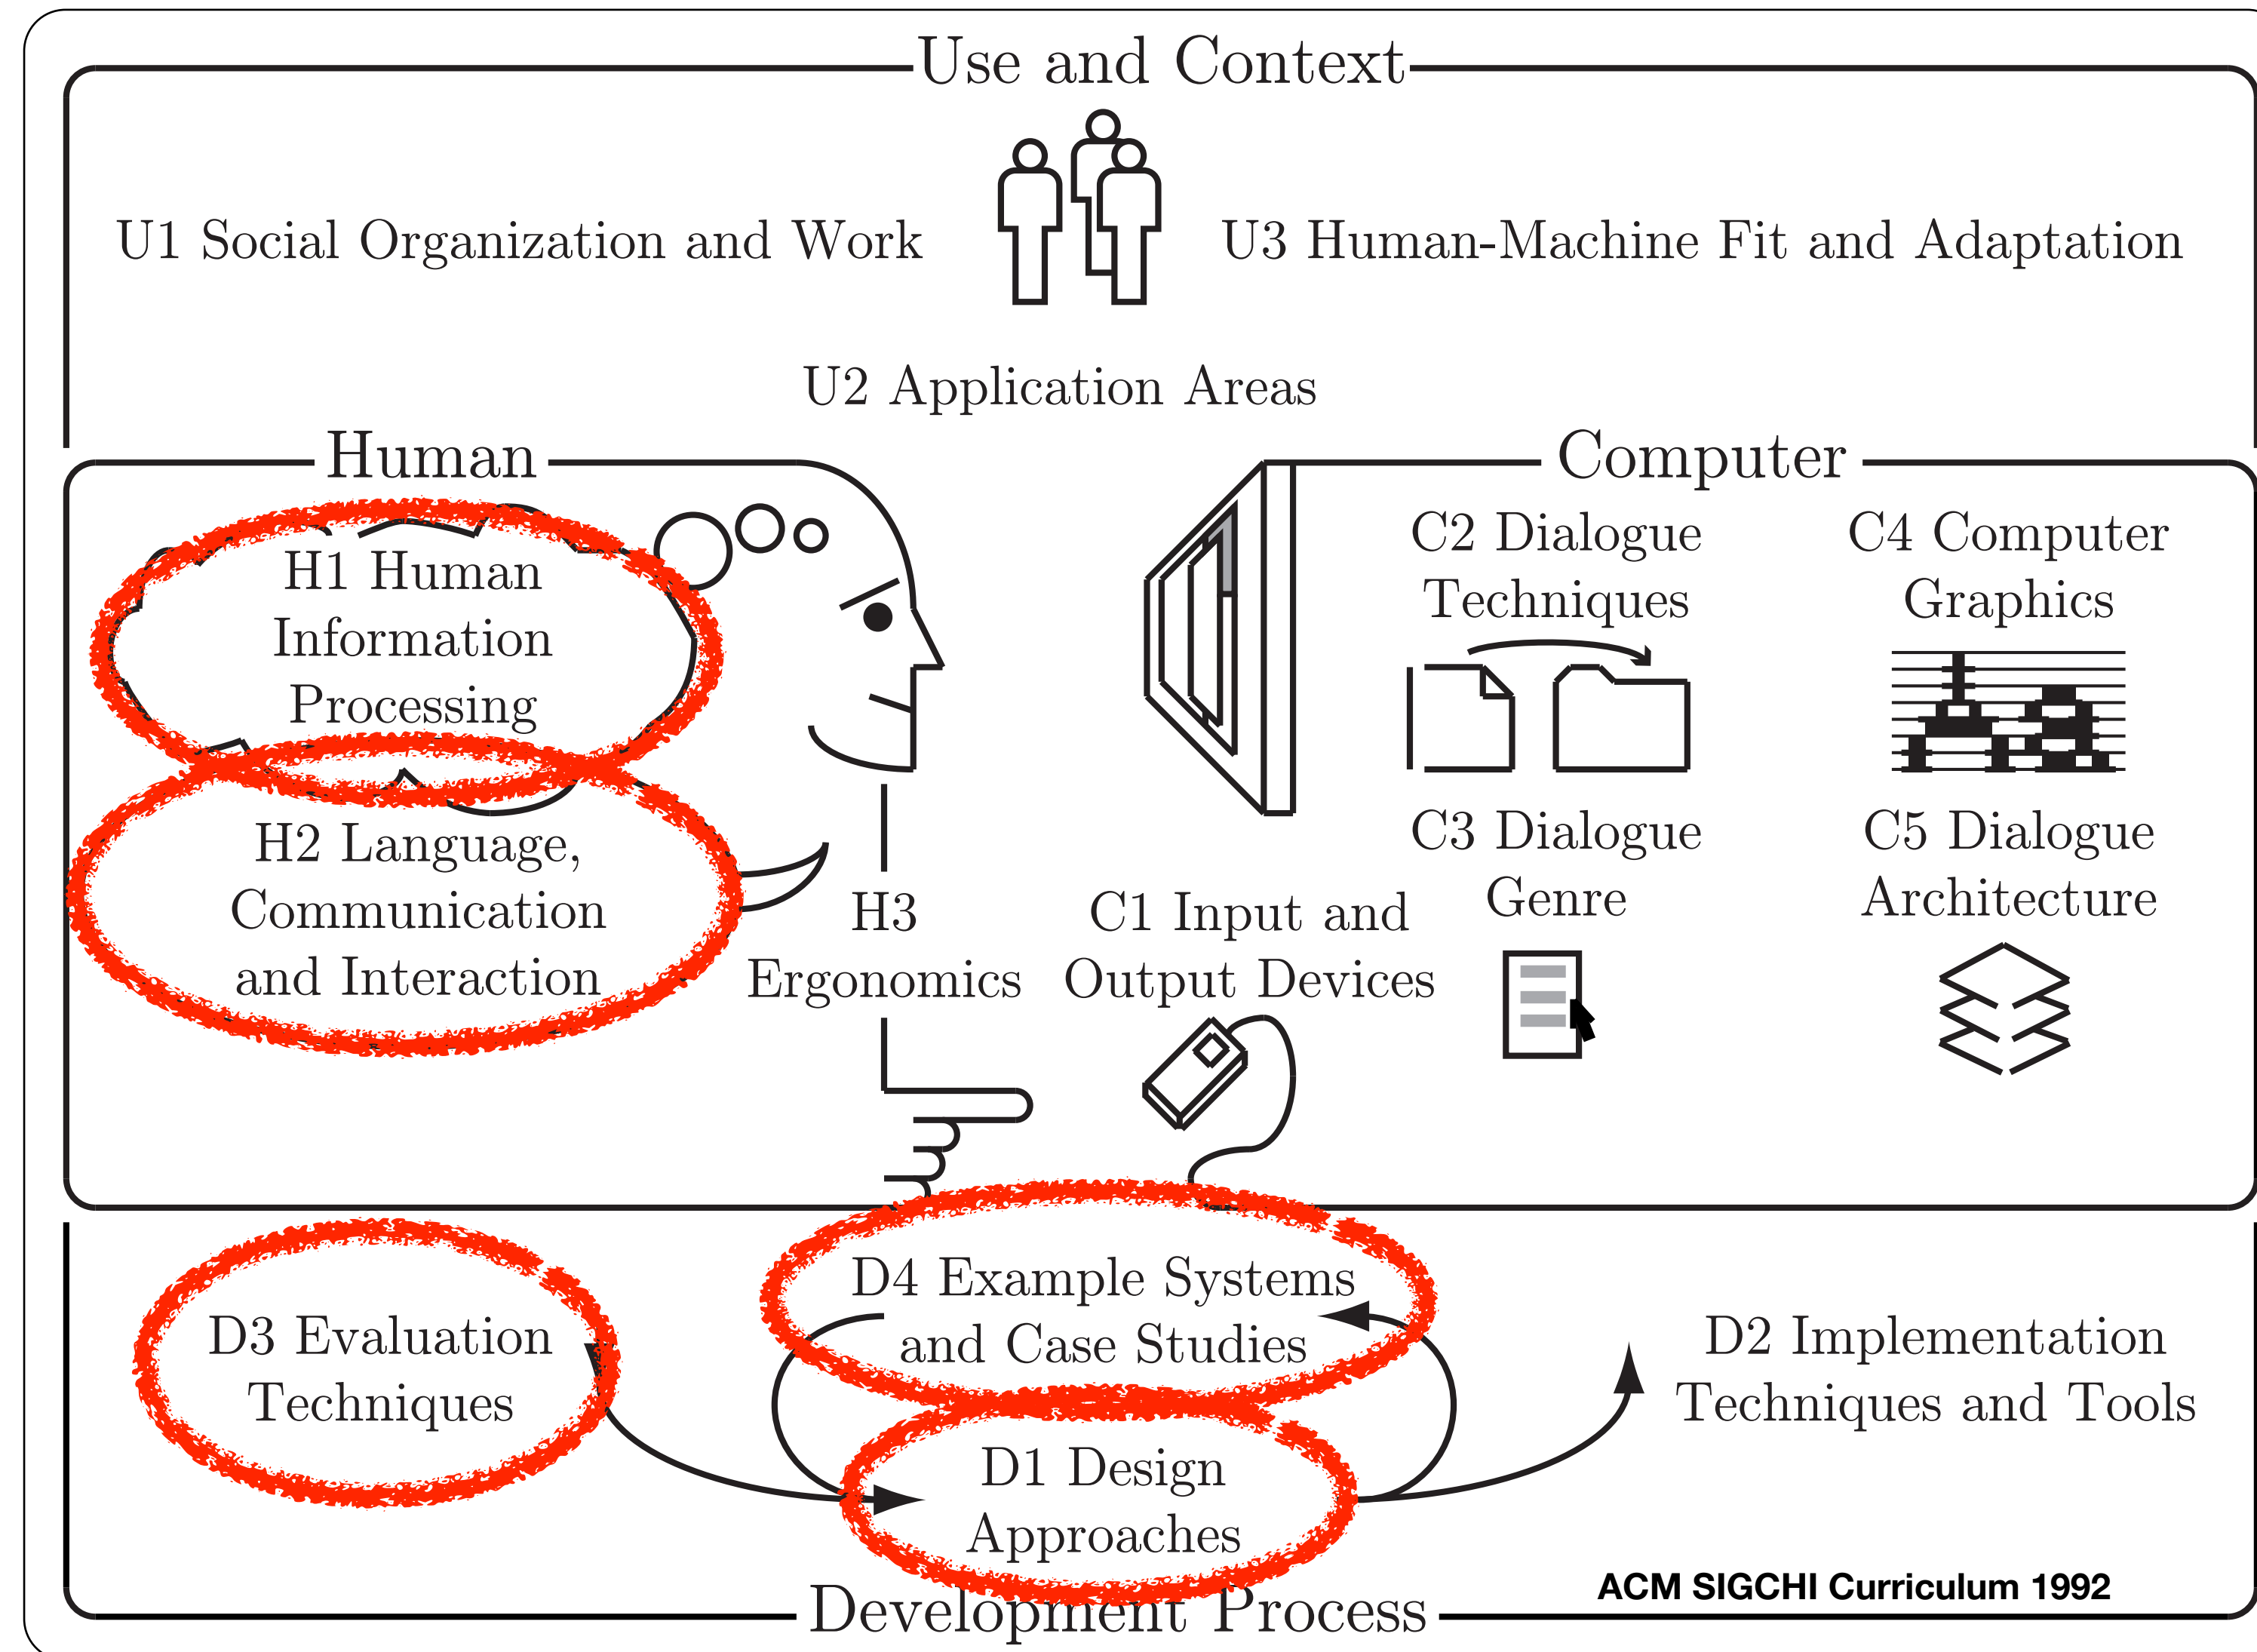 Use and Context
U1 Social Organization and Work
U3 Human-Machine Fit and Adaptation
U2 Application Areas
Human
H1 Human
Information
Processing
H2 Language,
Communication
and Interaction
H3
Ergonomics
Computer
C1 Input and
Output Devices
C2 Dialogue
Techniques
C3 Dialogue
Genre
C4 Computer
Graphics
C5 Dialogue
Architecture
D3 Evaluation
Techniques
D4 Example Systems
and Case Studies
D1 Design
Approaches
D2 Implementation
Techniques and Tools
ACM SIGCHI Curriculum 1992
Development Process